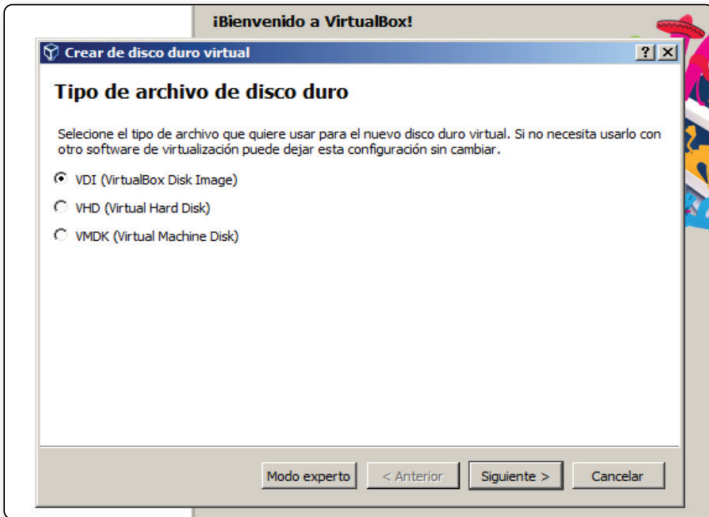 ¡Bienvenido a VirtualBox!
Crear de disco duro virtual
Tipo de archivo de disco duro
Selecione el tipo de archivo que quiere usar para el nuevo disco duro virtual. Si no necesita usarlo con
otro software de virtualización puede dejar esta configuración sin cambiar.
VDI (VirtualBox Disk Image)
VHD (Virtual Hard Disk)
VMDK (Virtual Machine Disk)
Modo experto < Anterior Siguiente > Cancelar